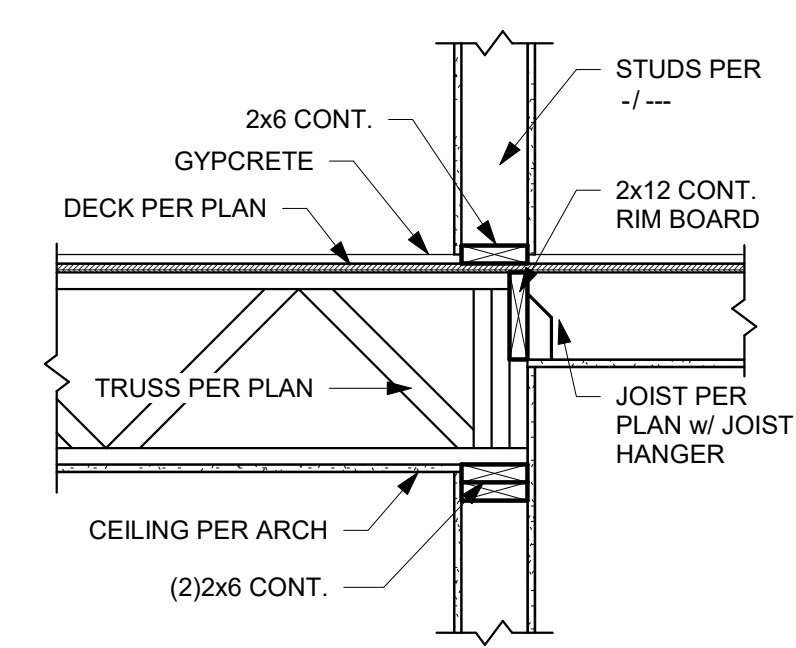 STUDS PER
-/ ---
2x6 CONT.
GYPCRETE
2x12 CONT.
RIM BOARD
DECK PER PLAN
TRUSS PER PLAN
JOIST PER
PLAN w/ JOIST
HANGER
CEILING PER ARCH
(2)2x6 CONT.